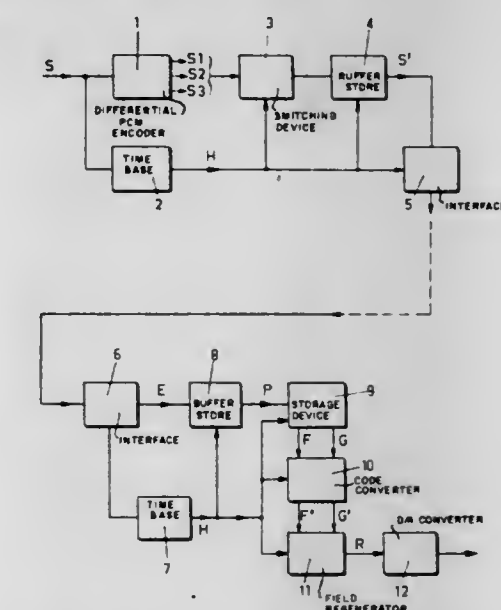 1
3
4
S
S1
S2
S3
S'
BUFFER
STORE
DIFFERENTIAL
PCM
ENCODER
SWITCHING
DEVICE
TIME
BASE
H
2
5
INTERFACE
6
8
9
E
BUFFER
STORE
P
STORAGE
DEVICE
INTERFACE
F
G
10
CODE
CONVERTER
TIME
BASE
H
F'
G'
D/A CONVERTER
R
7
11
12
FIELD
REGENERATOR